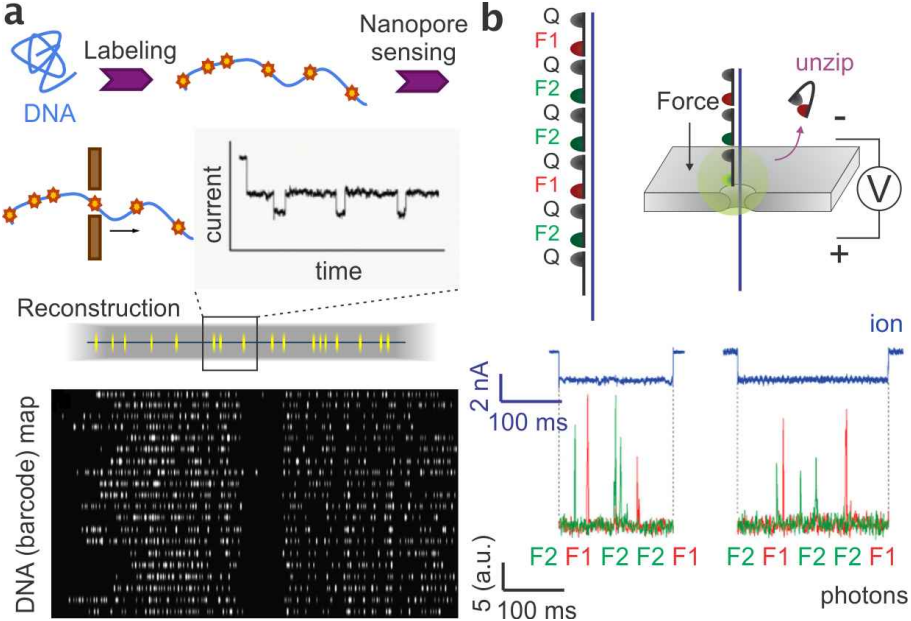 a
DNA
Labeling
Nanopore
sensing
current
time
Reconstruction
DNA (barcode) map
b
Q
F1
Q
F2
Q
F2
Q
F1
Q
F2
Q
Force
unzip
-
V
+
ion
2 nA
100 ms
F2 F1 F2 F2 F1
F2 F1 F2 F2 F1
5 (a.u.)
100 ms
photons